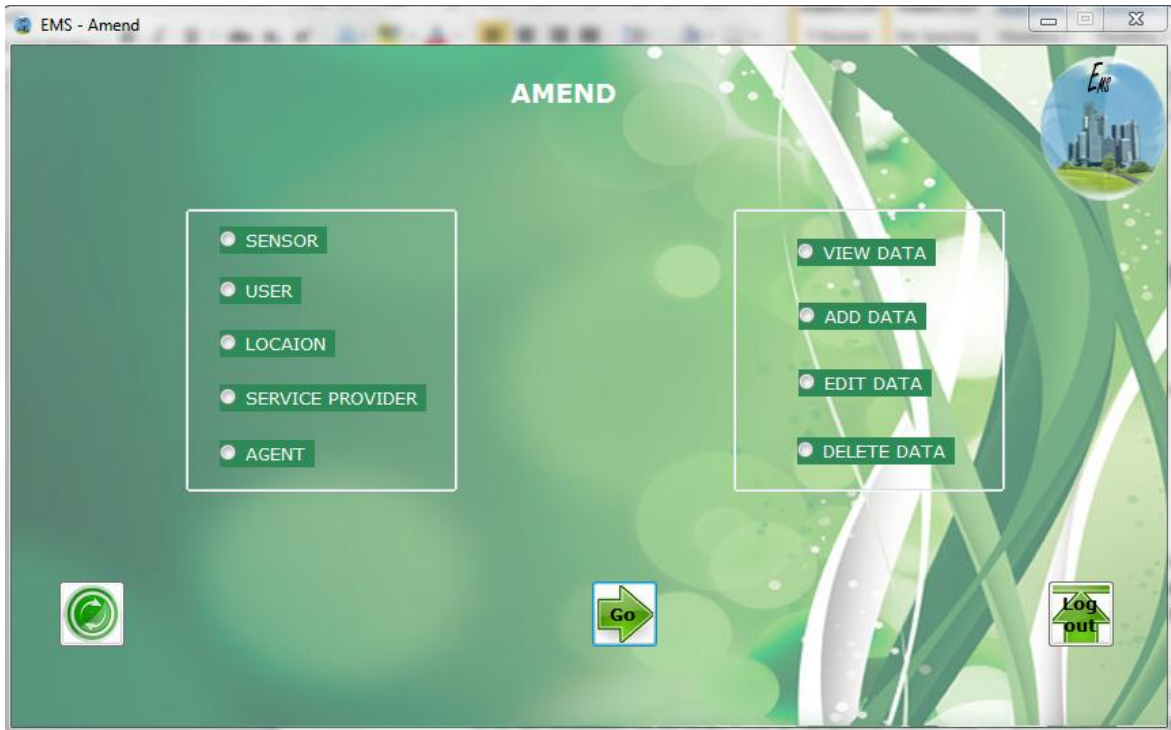 EMS - Amend
AMEND
EMS
SENSOR
USER
LOCAION
SERVICE PROVIDER
AGENT
VIEW DATA
ADD DATA
EDIT DATA
DELETE DATA
Go
Log
out